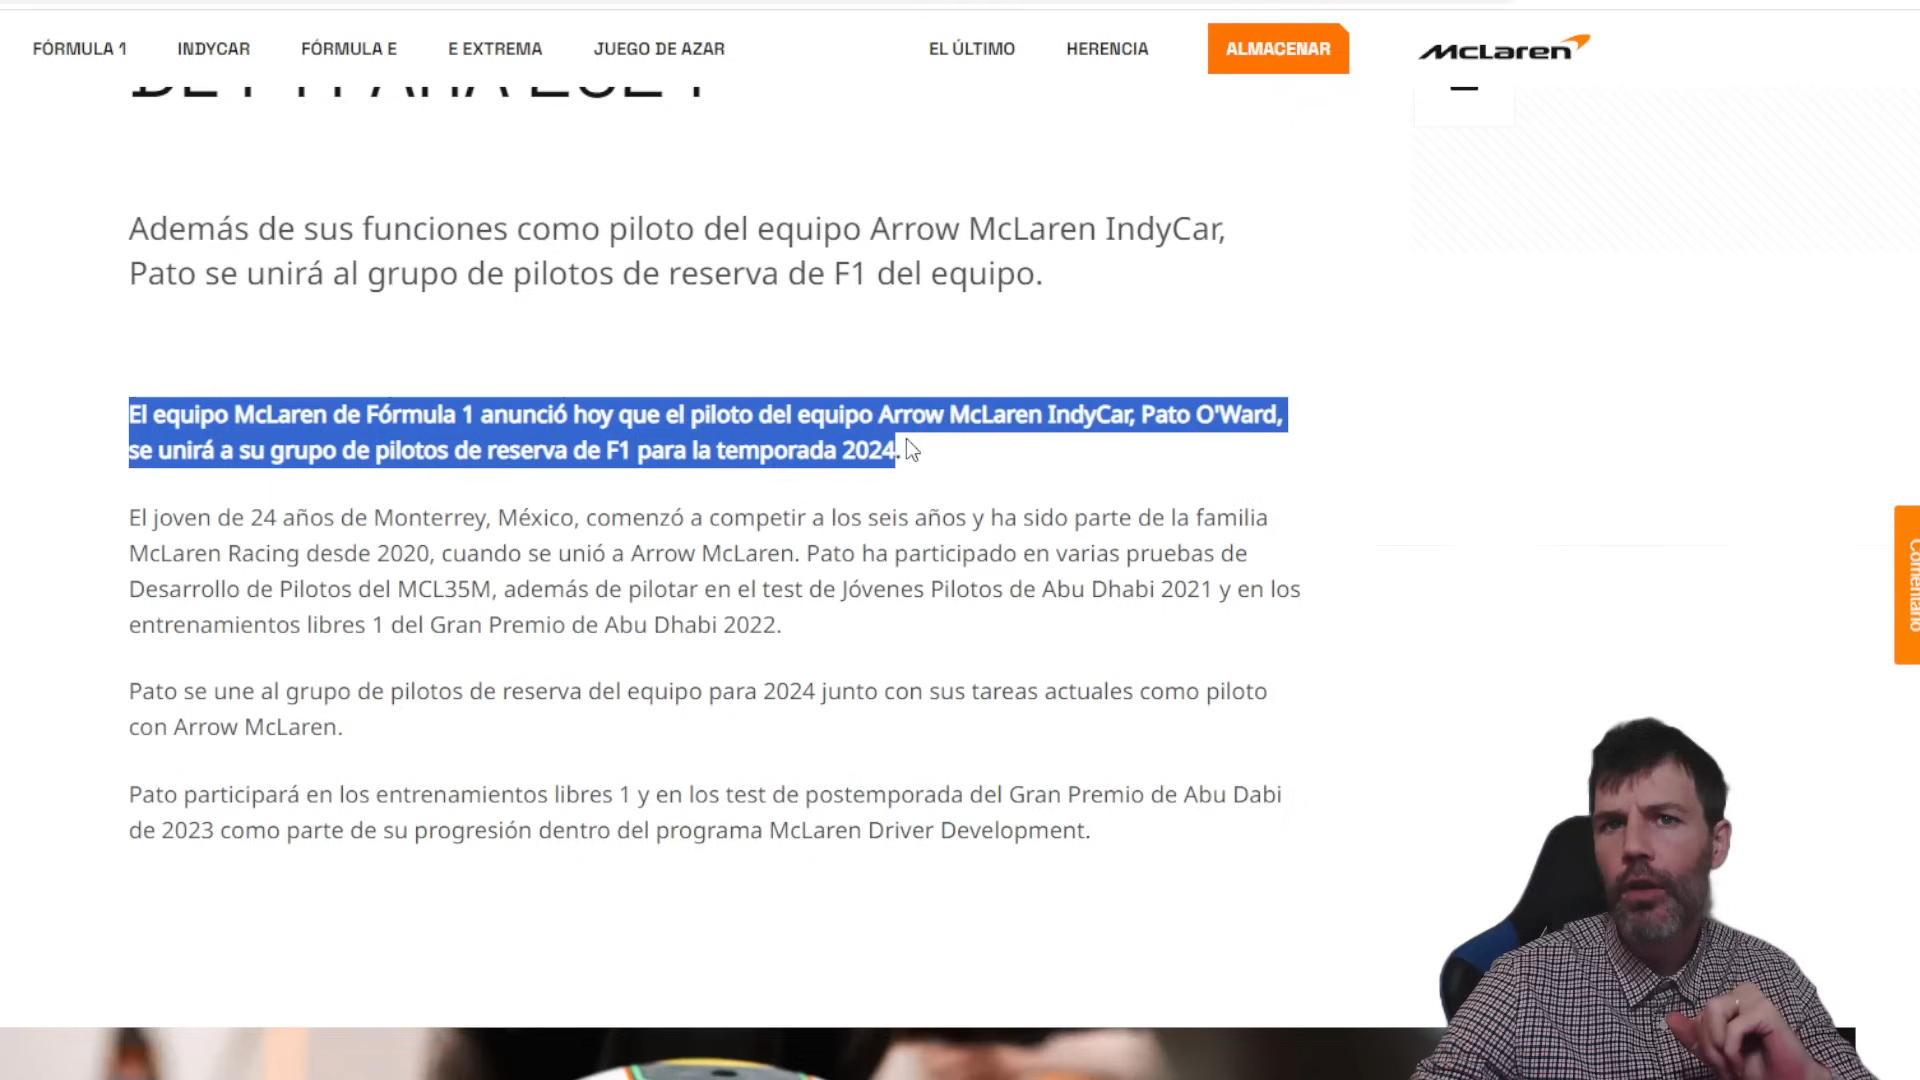 FÓRMULA 1 INDYCAR FÓRMULA E E EXTREMA JUEGO DE AZAR EL ÚLTIMO HERENCIA ALMACENAR McLaren
Además de sus funciones como piloto del equipo Arrow McLaren IndyCar,
Pato se unirá al grupo de pilotos de reserva de F1 del equipo.
El equipo McLaren de Fórmula 1 anunció hoy que el piloto del equipo Arrow McLaren IndyCar, Pato O'Ward,
se unirá a su grupo de pilotos de reserva de F1 para la temporada 2024.
El joven de 24 años de Monterrey, México, comenzó a competir a los seis años y ha sido parte de la familia
McLaren Racing desde 2020, cuando se unió a Arrow McLaren. Pato ha participado en varias pruebas de
Desarrollo de Pilotos del MCL35M, además de pilotar en el test de Jóvenes Pilotos de Abu Dhabi 2021 y en los
entrenamientos libres 1 del Gran Premio de Abu Dhabi 2022.
Pato se une al grupo de pilotos de reserva del equipo para 2024 junto con sus tareas actuales como piloto
con Arrow McLaren.
Pato participará en los entrenamientos libres 1 y en los test de postemporada del Gran Premio de Abu Dabi
de 2023 como parte de su progresión dentro del programa McLaren Driver Development.
Comentario